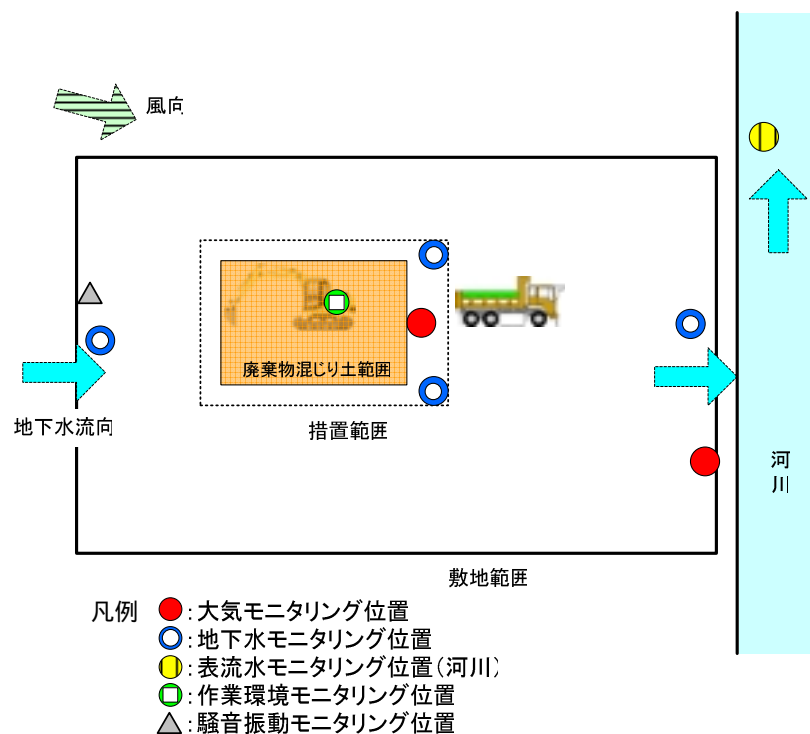 風向
廃棄物混じり土範囲
地下水流向
措置範囲
河
川
敷地範囲
凡例
:大気モニタリング位置
:地下水モニタリング位置
:表流水モニタリング位置(河川)
:作業環境モニタリング位置
:騒音振動モニタリング位置